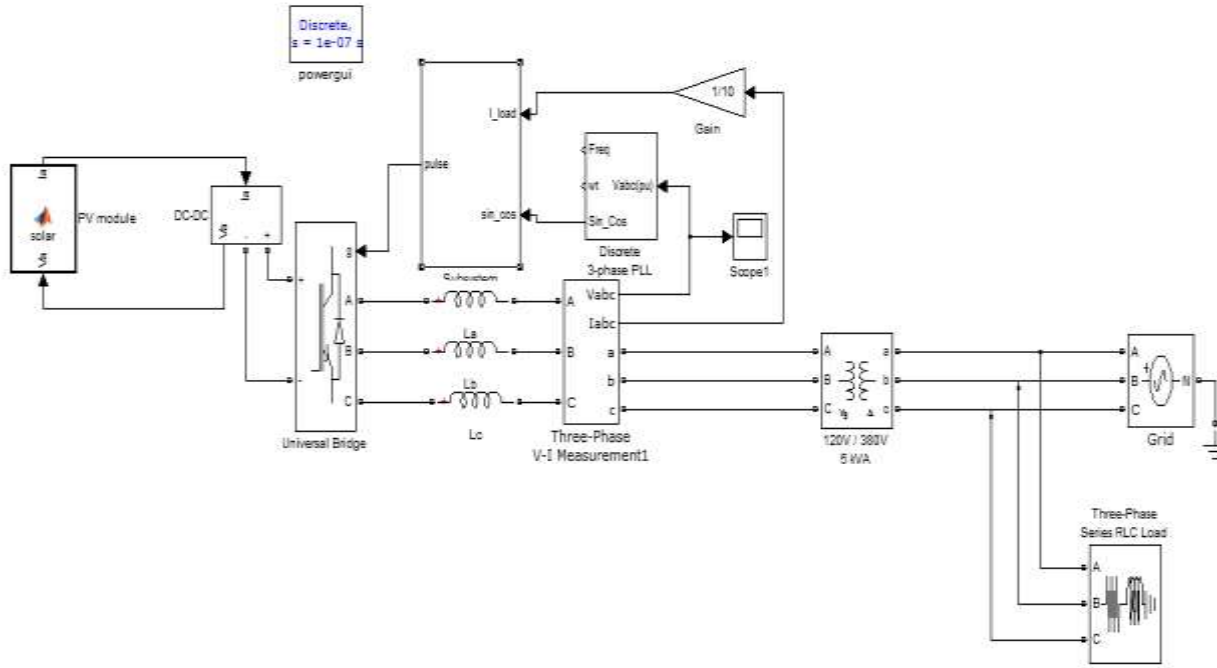 Discrete,
s = 1e-07 s
powergui
I_load
pulse
sin_cos
Subsystem
1/10
Gain
Freq
wt
Vabc(pu)
Sin_Cos
Discrete
3-phase PLL
Scope1
solar
PV module
DC-DC
-
+
g
+
-
A
B
C
Universal Bridge
La
Lb
Lc
A
B
C
Vabc
Iabc
a
b
c
Three-Phase
V-I Measurement1
A
B
C
a
b
c
Yg
Δ
120V / 380V
5 kVA
A
B
C
+
N
Grid
Three-Phase
Series RLC Load
A
B
C